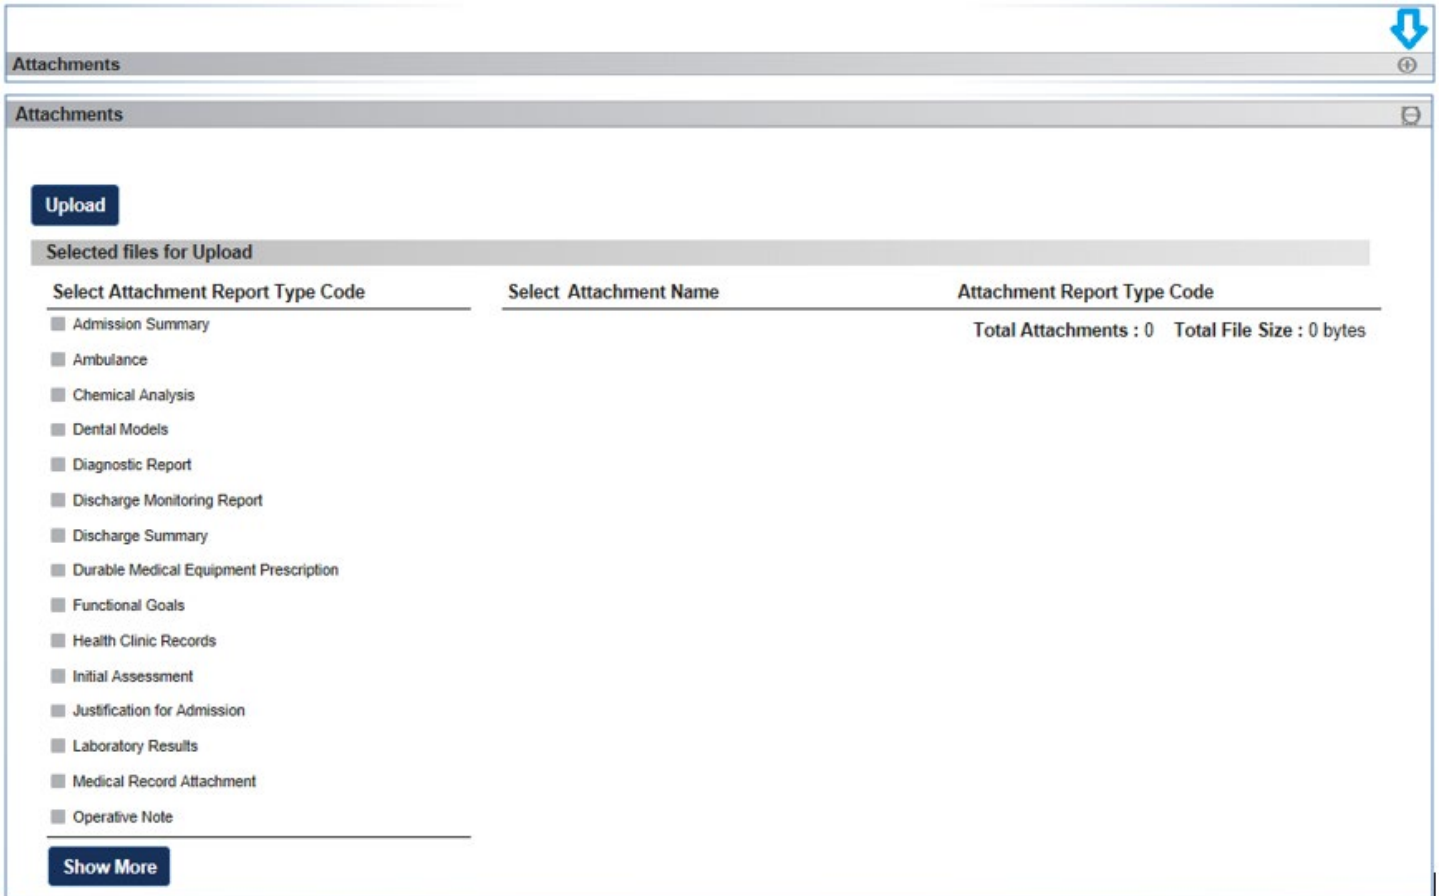 Attachments
Attachments
Upload
Selected files for Upload
Select Attachment Report Type Code Select Attachment Name Attachment Report Type Code
Admission Summary
Total Attachments : 0 Total File Size : 0 bytes
Ambulance
Chemical Analysis
Dental Models
Diagnostic Report
Discharge Monitoring Report
Discharge Summary
Durable Medical Equipment Prescription
Functional Goals
Health Clinic Records
Initial Assessment
Justification for Admission
Laboratory Results
Medical Record Attachment
Operative Note
Show More